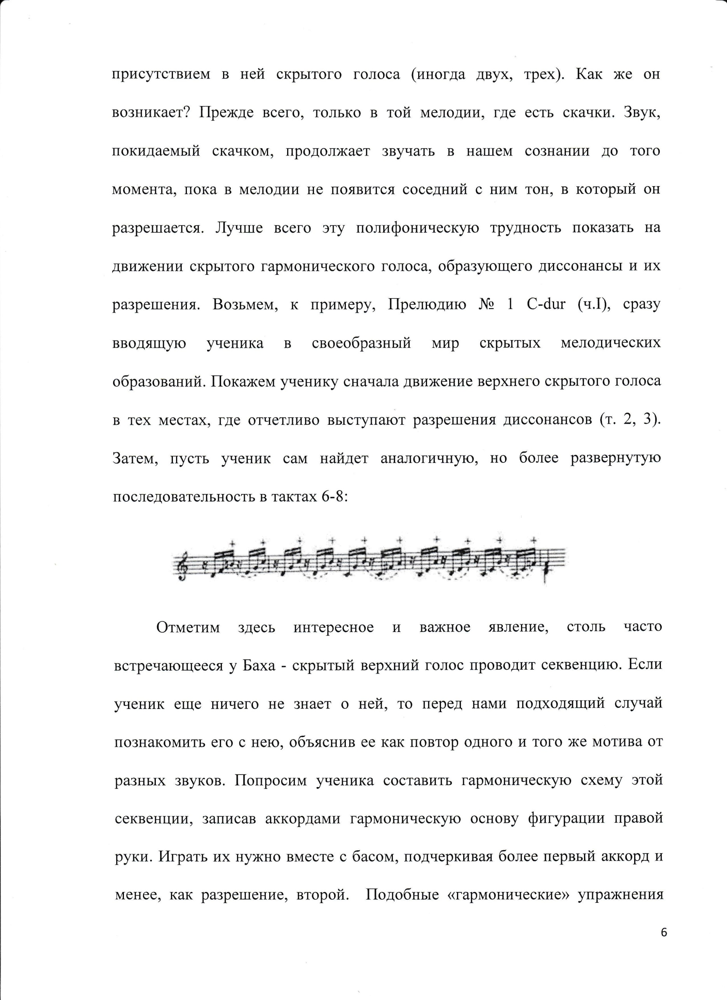 присутствием в ней скрытого голоса (иногда двух, трех). Как же он
возникает? Прежде всего, только в той мелодии, где есть скачки. Звук,
покидаемый скачком, продолжает звучать в нашем сознании до того
момента, пока в мелодии не появится соседний с ним тон, в который он
разрешается. Лучше всего эту полифоническую трудность показать на
движении скрытого гармонического голоса, образующего диссонансы и их
разрешения. Возьмем, к примеру, Прелюдию № 1 C-dur (ч.I), сразу
вводящую ученика в своеобразный мир скрытых мелодических
образований. Покажем ученику сначала движение верхнего скрытого голоса
в тех местах, где отчетливо выступают разрешения диссонансов (т. 2, 3).
Затем, пусть ученик сам найдет аналогичную, но более развернутую
последовательность в тактах 6-8:
+ + + + + + + + + +
Отметим здесь интересное и важное явление, столь часто
встречающееся у Баха - скрытый верхний голос проводит секвенцию. Если
ученик еще ничего не знает о ней, то перед нами подходящий случай
познакомить его с нею, объяснив ее как повтор одного и того же мотива от
разных звуков. Попросим ученика составить гармоническую схему этой
секвенции, записав аккордами гармоническую основу фигурации правой
руки. Играть их нужно вместе с басом, подчеркивая более первый аккорд и
менее, как разрешение, второй. Подобные «гармонические» упражнения
6